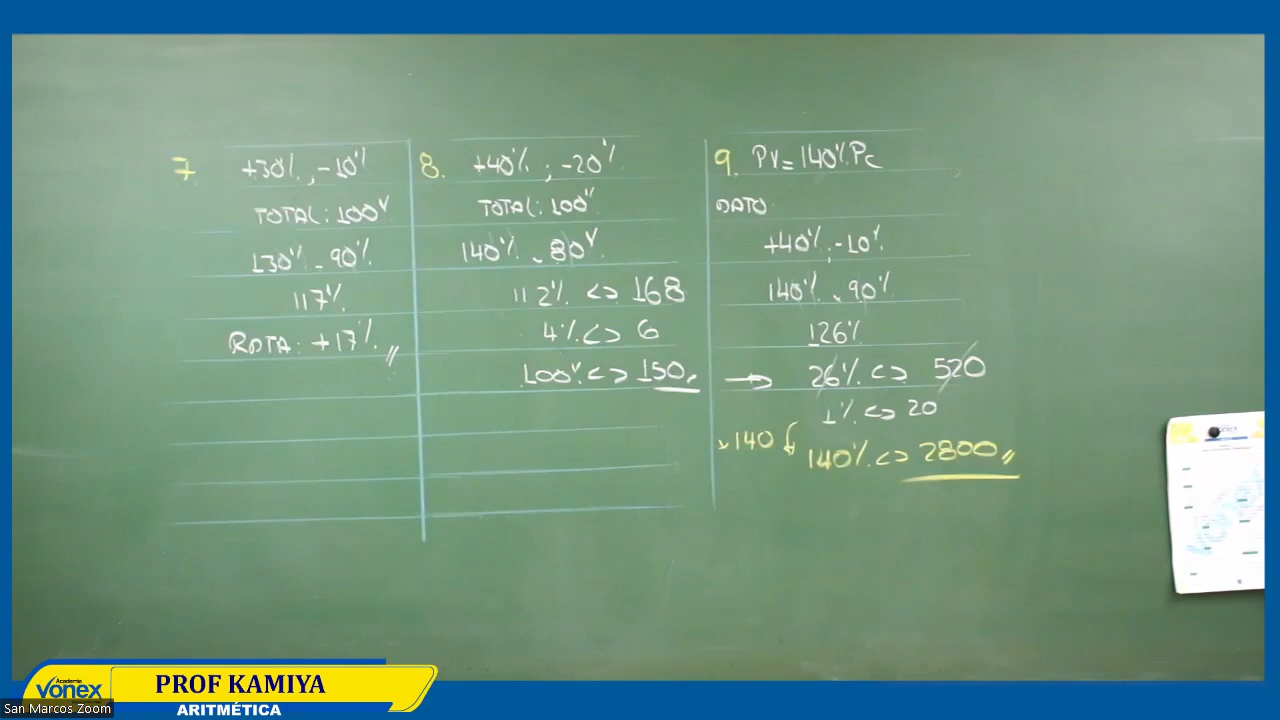 7. +30% ; -10%
TOTAL: 100%
130% . 90%
117%
RPTA: +17% //
8. +40% ; -20%
TOTAL: 100%
140% . 80%
112% <> 168
4% <> 6
100% <> 150
9. PV = 140% Pc
DATO
+40% ; -10%
140% . 90%
126%
→ 26% <> 520
1% <> 20
x140 140% <> 2800 //
Academia
Vonex
PROF KAMIYA
ARITMÉTICA
San Marcos Zoom